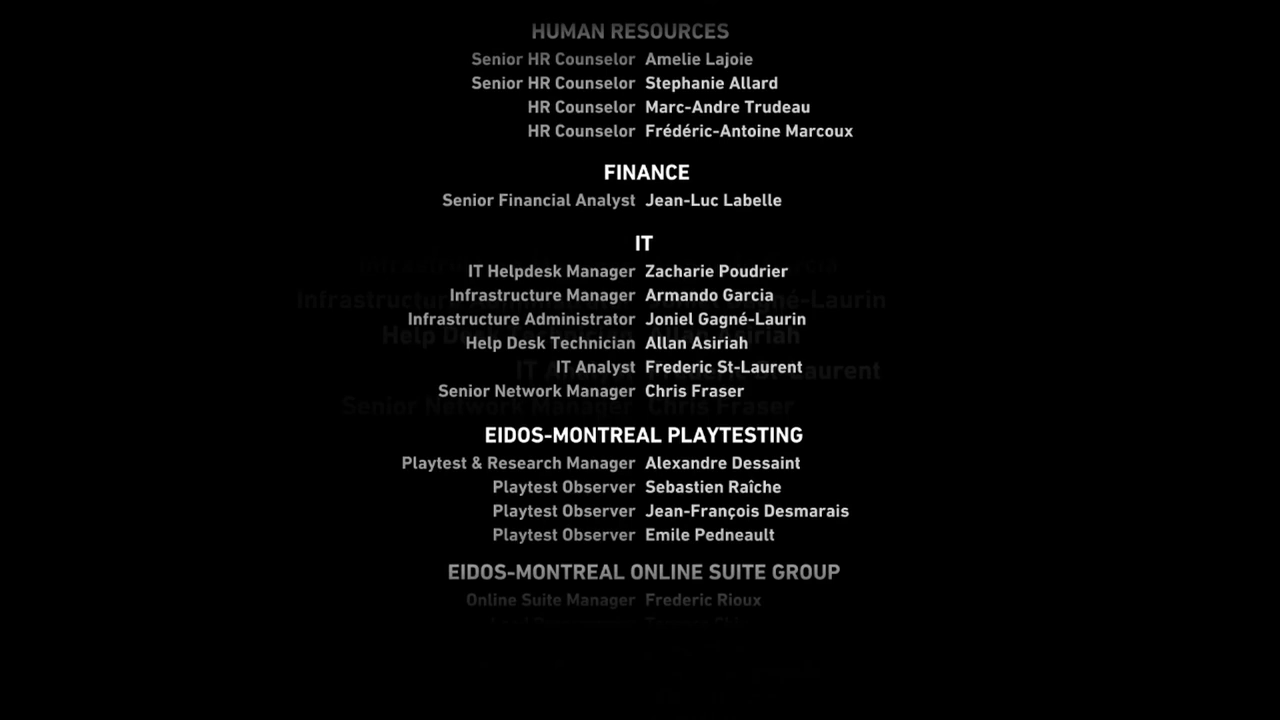 HUMAN RESOURCES
Senior HR Counselor Amelie Lajoie
Senior HR Counselor Stephanie Allard
HR Counselor Marc-Andre Trudeau
HR Counselor Frédéric-Antoine Marcoux
FINANCE
Senior Financial Analyst Jean-Luc Labelle
IT
IT Helpdesk Manager Zacharie Poudrier
Infrastructure Manager Armando Garcia
Infrastructure Administrator Joniel Gagné-Laurin
Help Desk Technician Allan Asiriah
IT Analyst Frederic St-Laurent
Senior Network Manager Chris Fraser
EIDOS-MONTREAL PLAYTESTING
Playtest & Research Manager Alexandre Dessaint
Playtest Observer Sebastien Raîche
Playtest Observer Jean-François Desmarais
Playtest Observer Emile Pedneault
EIDOS-MONTREAL ONLINE SUITE GROUP
Online Suite Manager Frederic Rioux